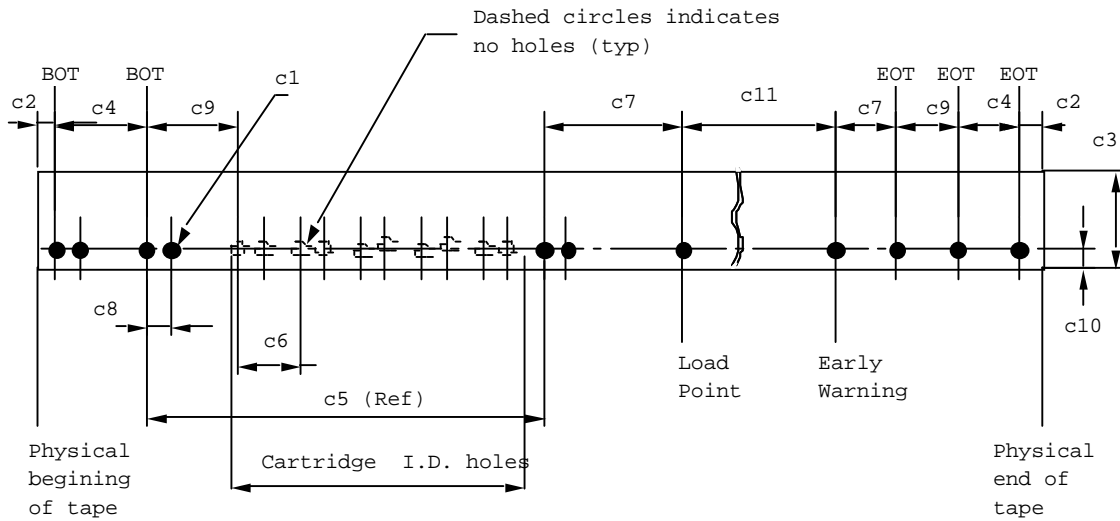 Dashed circles indicates
no holes (typ)
BOT BOT c1 EOT EOT EOT
c2 c4 c9 c7 c11 c7 c9 c4 c2
c3
c8
c10
c6
Load
Point
Early
Warning
c5 (Ref)
Physical
begining
of tape
Cartridge I.D. holes
Physical
end of
tape